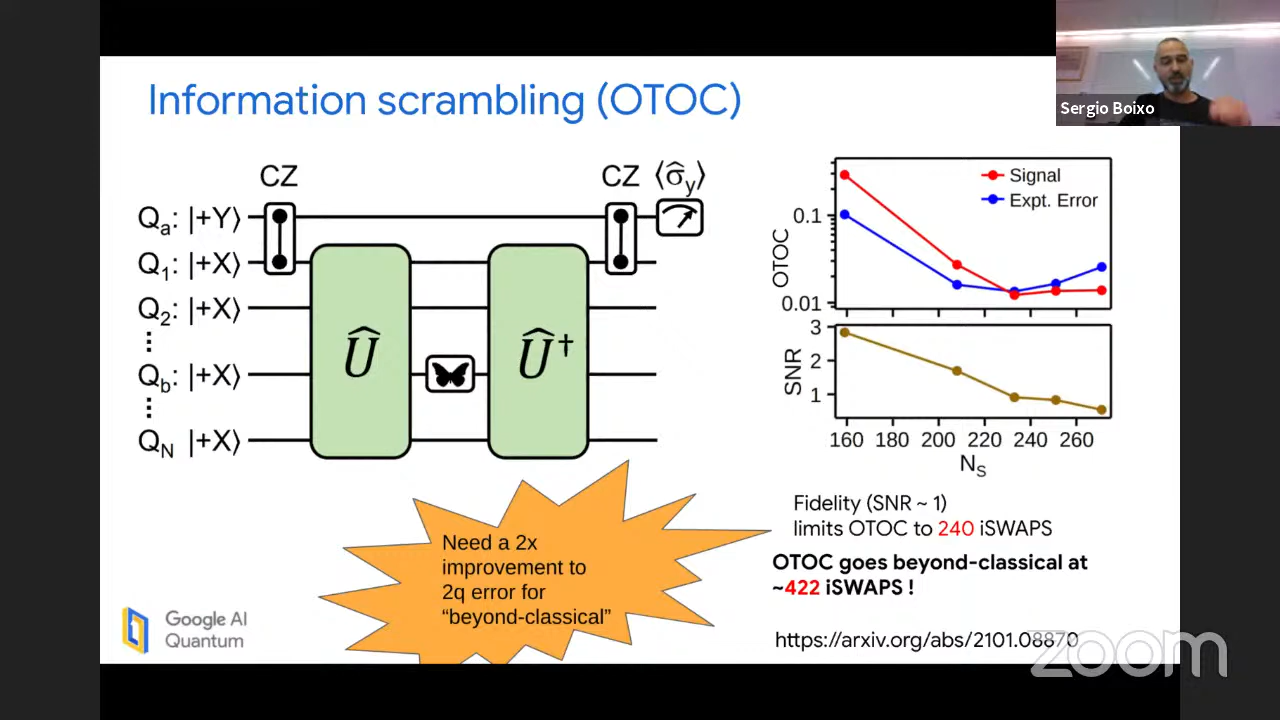 Information scrambling (OTOC)
Sergio Boixo
CZ
CZ
⟨σ̂y⟩
Qa: |+Y⟩
Q1: |+X⟩
Q2: |+X⟩
⋮
Qb: |+X⟩
⋮
QN |+X⟩
Û
Û†
Signal
Expt. Error
OTOC
0.1
0.01
SNR
3
2
1
160 180 200 220 240 260
NS
Fidelity (SNR ~ 1)
limits OTOC to 240 iSWAPS
OTOC goes beyond-classical at
~422 iSWAPS !
Need a 2x
improvement to
2q error for
“beyond-classical”
Google AI
Quantum
https://arxiv.org/abs/2101.08870
zoom